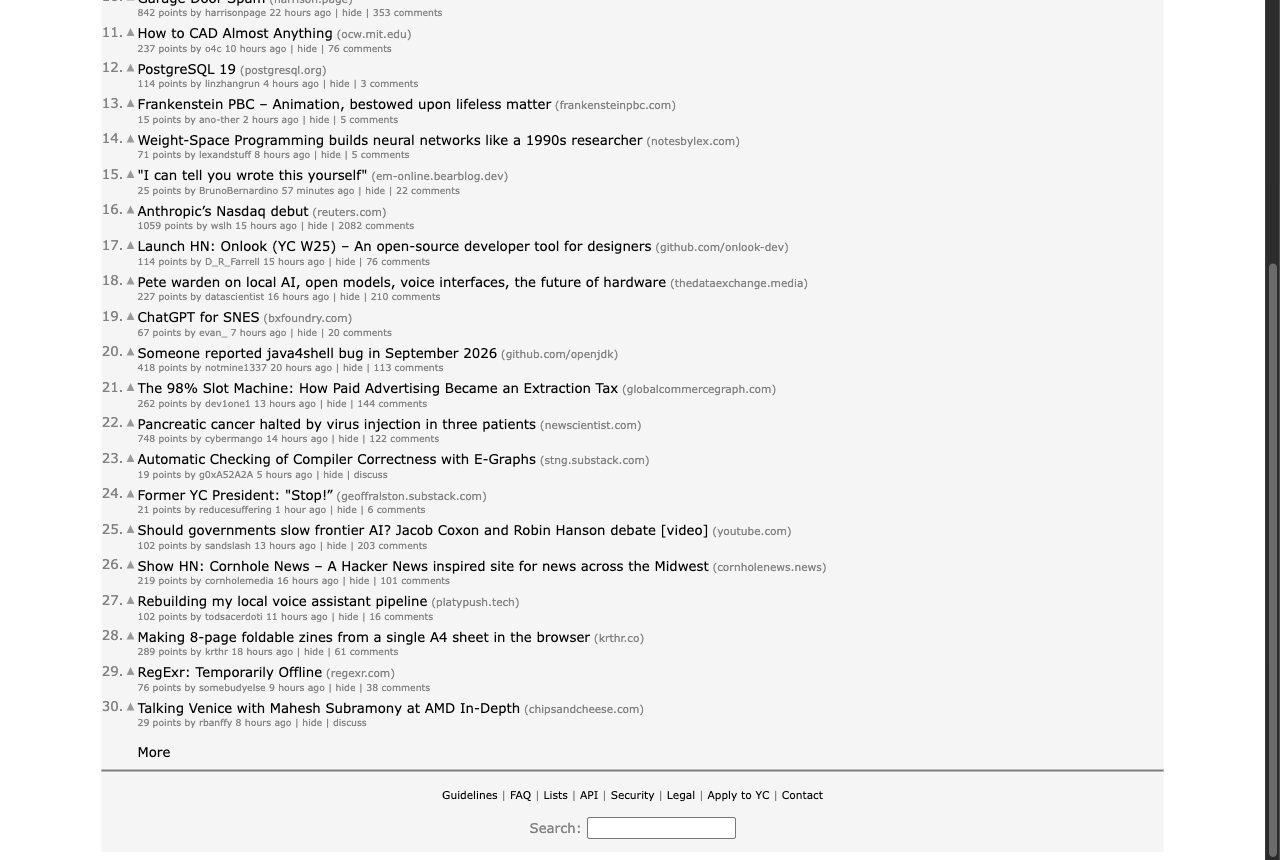 842 points by harrisonpage 22 hours ago | hide | 353 comments
11. ▲ How to CAD Almost Anything (ocw.mit.edu)
237 points by o4c 10 hours ago | hide | 76 comments
12. ▲ PostgreSQL 19 (postgresql.org)
114 points by linzhangrun 4 hours ago | hide | 3 comments
13. ▲ Frankenstein PBC – Animation, bestowed upon lifeless matter (frankensteinpbc.com)
15 points by ano-ther 2 hours ago | hide | 5 comments
14. ▲ Weight-Space Programming builds neural networks like a 1990s researcher (notesbylex.com)
71 points by lexandstuff 8 hours ago | hide | 5 comments
15. ▲ "I can tell you wrote this yourself" (em-online.bearblog.dev)
25 points by BrunoBernardino 57 minutes ago | hide | 22 comments
16. ▲ Anthropic’s Nasdaq debut (reuters.com)
1059 points by wslh 15 hours ago | hide | 2082 comments
17. ▲ Launch HN: Onlook (YC W25) – An open-source developer tool for designers (github.com/onlook-dev)
114 points by D_R_Farrell 15 hours ago | hide | 76 comments
18. ▲ Pete warden on local AI, open models, voice interfaces, the future of hardware (thedataexchange.media)
227 points by datascientist 16 hours ago | hide | 210 comments
19. ▲ ChatGPT for SNES (bxfoundry.com)
67 points by evan_ 7 hours ago | hide | 20 comments
20. ▲ Someone reported java4shell bug in September 2026 (github.com/openjdk)
418 points by notmine1337 20 hours ago | hide | 113 comments
21. ▲ The 98% Slot Machine: How Paid Advertising Became an Extraction Tax (globalcommercegraph.com)
262 points by dev1one1 13 hours ago | hide | 144 comments
22. ▲ Pancreatic cancer halted by virus injection in three patients (newscientist.com)
748 points by cybermango 14 hours ago | hide | 122 comments
23. ▲ Automatic Checking of Compiler Correctness with E-Graphs (stng.substack.com)
19 points by g0xA52A2A 5 hours ago | hide | discuss
24. ▲ Former YC President: "Stop!” (geoffralston.substack.com)
21 points by reducesuffering 1 hour ago | hide | 6 comments
25. ▲ Should governments slow frontier AI? Jacob Coxon and Robin Hanson debate [video] (youtube.com)
102 points by sandslash 13 hours ago | hide | 203 comments
26. ▲ Show HN: Cornhole News – A Hacker News inspired site for news across the Midwest (cornholenews.news)
219 points by cornholemedia 16 hours ago | hide | 101 comments
27. ▲ Rebuilding my local voice assistant pipeline (platypush.tech)
102 points by todsacerdoti 11 hours ago | hide | 16 comments
28. ▲ Making 8-page foldable zines from a single A4 sheet in the browser (krthr.co)
289 points by krthr 18 hours ago | hide | 61 comments
29. ▲ RegExr: Temporarily Offline (regexr.com)
76 points by somebudyelse 9 hours ago | hide | 38 comments
30. ▲ Talking Venice with Mahesh Subramony at AMD In-Depth (chipsandcheese.com)
29 points by rbanffy 8 hours ago | hide | discuss
More
Guidelines | FAQ | Lists | API | Security | Legal | Apply to YC | Contact
Search: